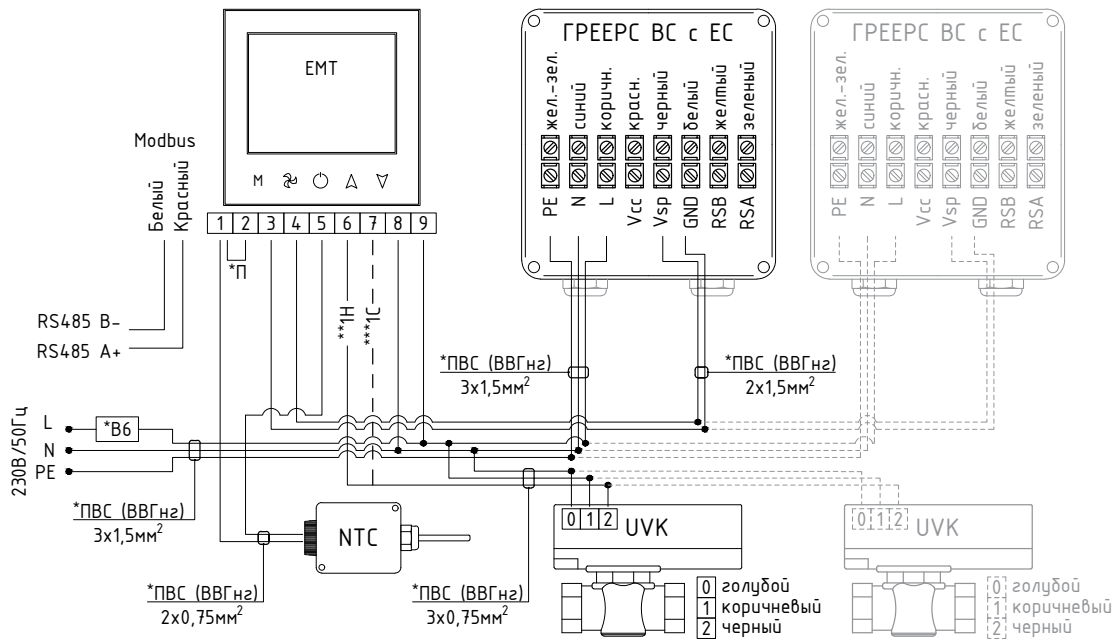 EMT
M
Modbus
Белый
Красный
1 2 3 4 5 6 7 8 9
*П
**1Н
***1С
RS485 B-
RS485 A+
230В/50Гц
L
N
PE
*В6
*ПВС (ВВГнг)
3х1,5мм²
*ПВС (ВВГнг)
2х0,75мм²
NTC
*ПВС (ВВГнг)
3х0,75мм²
*ПВС (ВВГнг)
3х1,5мм²
*ПВС (ВВГнг)
2х1,5мм²
ГРЕЕРС ВС с ЕС
жел.-зел.
синий
коричн.
красн.
черный
белый
желтый
зеленый
PE
N
L
Vcc
Vsp
GND
RSB
RSA
0 1 2
UVK
0 голубой
1 коричневый
2 черный
ГРЕЕРС ВС с ЕС
жел.-зел.
синий
коричн.
красн.
черный
белый
желтый
зеленый
PE
N
L
Vcc
Vsp
GND
RSB
RSA
0 1 2
UVK
0 голубой
1 коричневый
2 черный